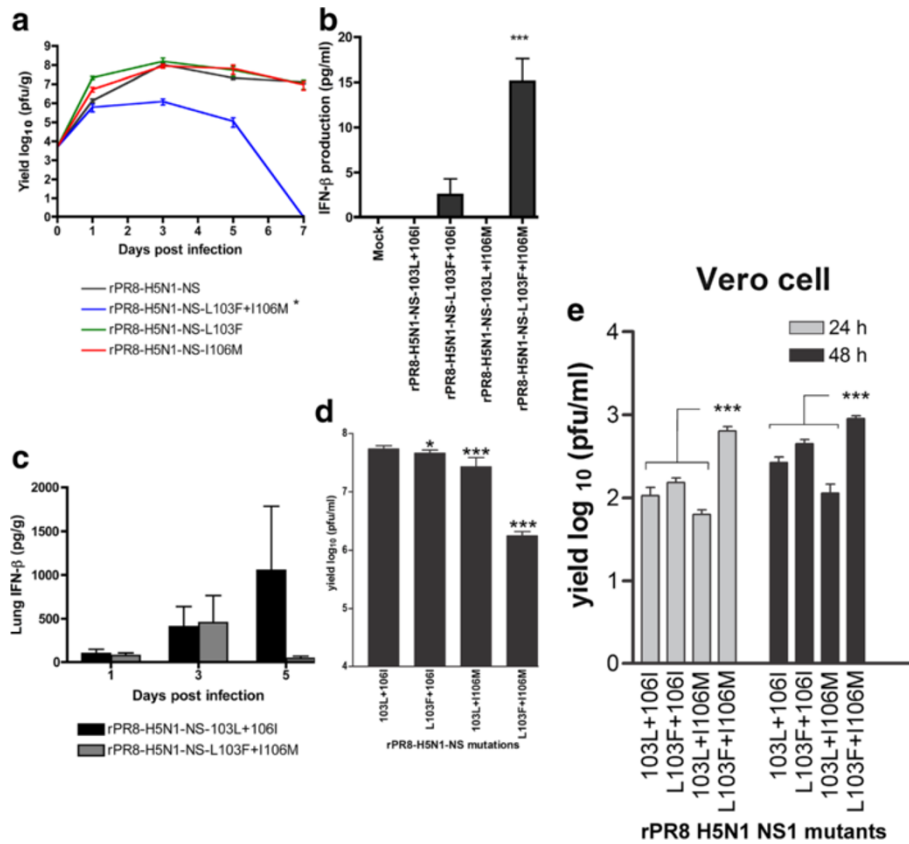 a
Yield log10 (pfu/g)
9
8
7
6
5
4
3
2
1
0
0 1 2 3 4 5 6 7
Days post infection
rPR8-H5N1-NS
rPR8-H5N1-NS-L103F+I106M *
rPR8-H5N1-NS-L103F
rPR8-H5N1-NS-I106M
b
IFN-β production (pg/ml)
20
15
10
5
0
***
Mock
rPR8-H5N1-NS-103L+106I
rPR8-H5N1-NS-L103F+106I
rPR8-H5N1-NS-103L+I106M
rPR8-H5N1-NS-L103F+I106M
c
Lung IFN-β (pg/g)
2000
1500
1000
500
0
1 3 5
Days post infection
rPR8-H5N1-NS-103L+106I
rPR8-H5N1-NS-L103F+I106M
d
yield log10 (pfu/ml)
8
7
6
5
4
*
***
***
103L+106I
L103F+106I
103L+I106M
L103F+I106M
rPR8-H5N1-NS mutations
Vero cell
e
24 h
48 h
yield log 10 (pfu/ml)
4
3
2
1
0
***
***
103L+106I
L103F+106I
103L+I106M
L103F+I106M
103L+106I
L103F+106I
103L+I106M
L103F+I106M
rPR8 H5N1 NS1 mutants